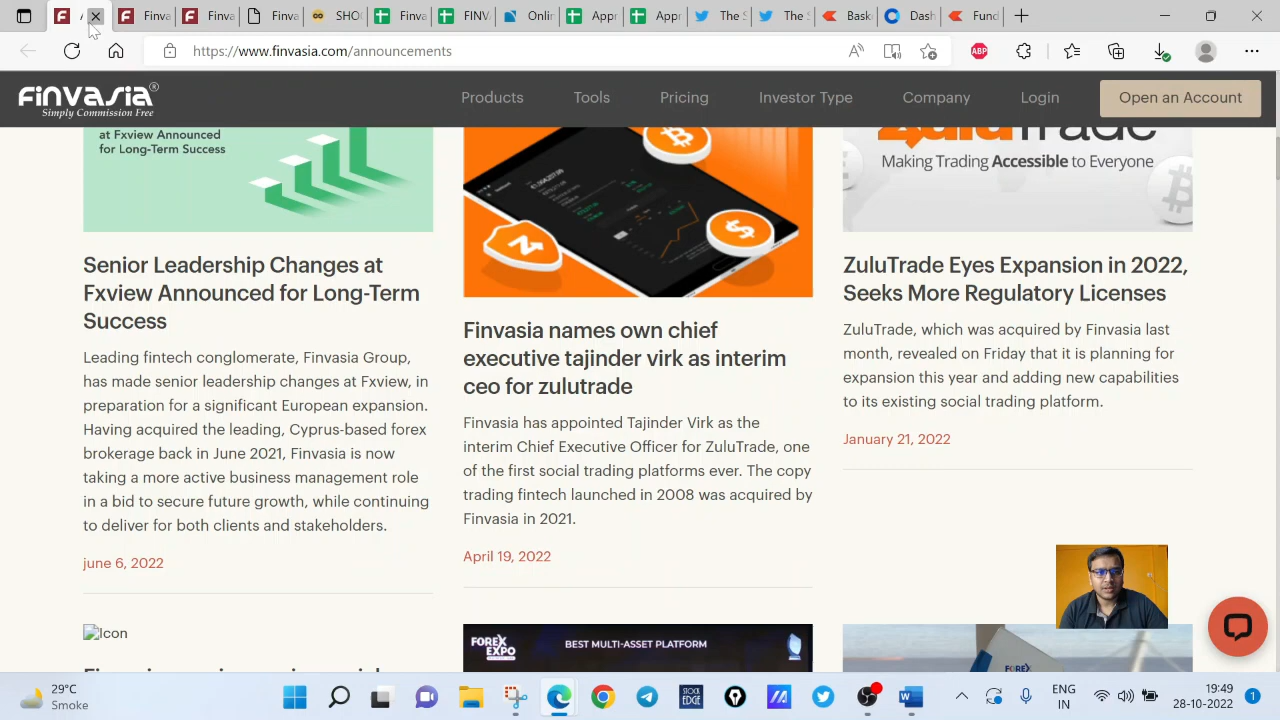 Finv
SHO
Onl
Appr
App
The S
The
Bask
Dash
Fund
https://www.finvasia.com/announcements
ABP
FINVASIA®
Simply Commission Free
Products
Tools
Pricing
Investor Type
Company
Login
Open an Account
at Fxview Announced
for Long-Term Success
Making Trading Accessible to Everyone
Senior Leadership Changes at
Fxview Announced for Long-Term
Success
Leading fintech conglomerate, Finvasia Group,
has made senior leadership changes at Fxview, in
preparation for a significant European expansion.
Having acquired the leading, Cyprus-based forex
brokerage back in June 2021, Finvasia is now
taking a more active business management role
in a bid to secure future growth, while continuing
to deliver for both clients and stakeholders.
june 6, 2022
Finvasia names own chief
executive tajinder virk as interim
ceo for zulutrade
Finvasia has appointed Tajinder Virk as the
interim Chief Executive Officer for ZuluTrade, one
of the first social trading platforms ever. The copy
trading fintech launched in 2008 was acquired by
Finvasia in 2021.
April 19, 2022
ZuluTrade Eyes Expansion in 2022,
Seeks More Regulatory Licenses
ZuluTrade, which was acquired by Finvasia last
month, revealed on Friday that it is planning for
expansion this year and adding new capabilities
to its existing social trading platform.
January 21, 2022
Icon
FOREX
EXPO
BEST MULTI-ASSET PLATFORM
FOREX
29°C
Smoke
STOCK
EDGE
ENG
IN
19:49
28-10-2022
1